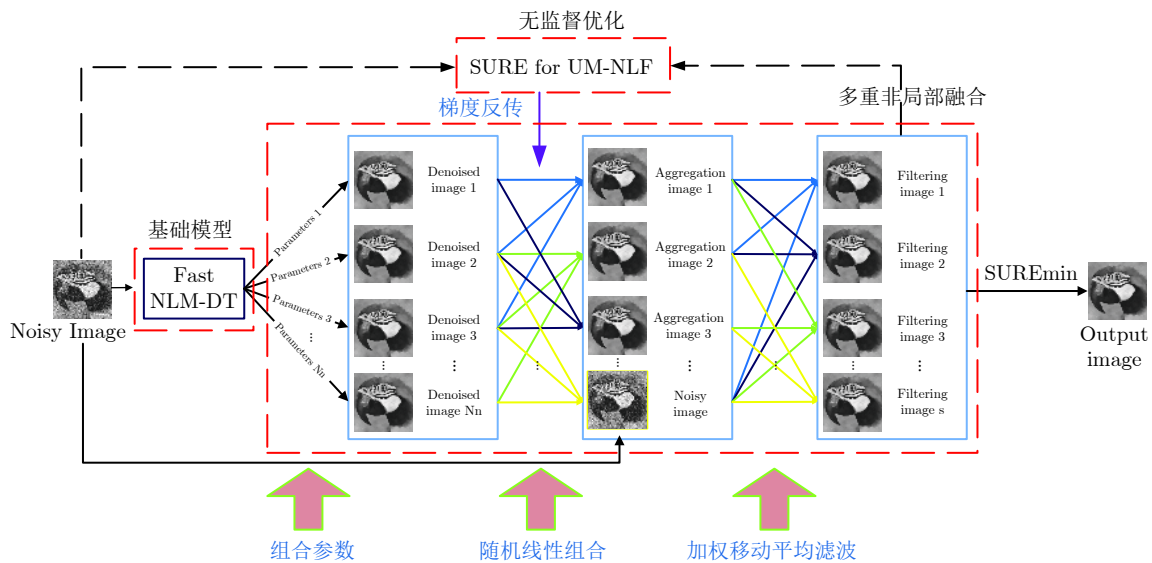 无监督优化
SURE for UM-NLF
梯度反传
多重非局部融合
基础模型
Fast
NLM-DT
Noisy Image
Parameters 1
Parameters 2
Parameters 3
...
Parameters Nn
Denoised
image 1
Denoised
image 2
Denoised
image 3
...
...
Denoised
image Nn
...
Aggregation
image 1
Aggregation
image 2
Aggregation
image 3
...
...
Noisy
image
...
Filtering
image 1
Filtering
image 2
Filtering
image 3
...
...
Filtering
image s
SUREmin
Output
image
组合参数
随机线性组合
加权移动平均滤波